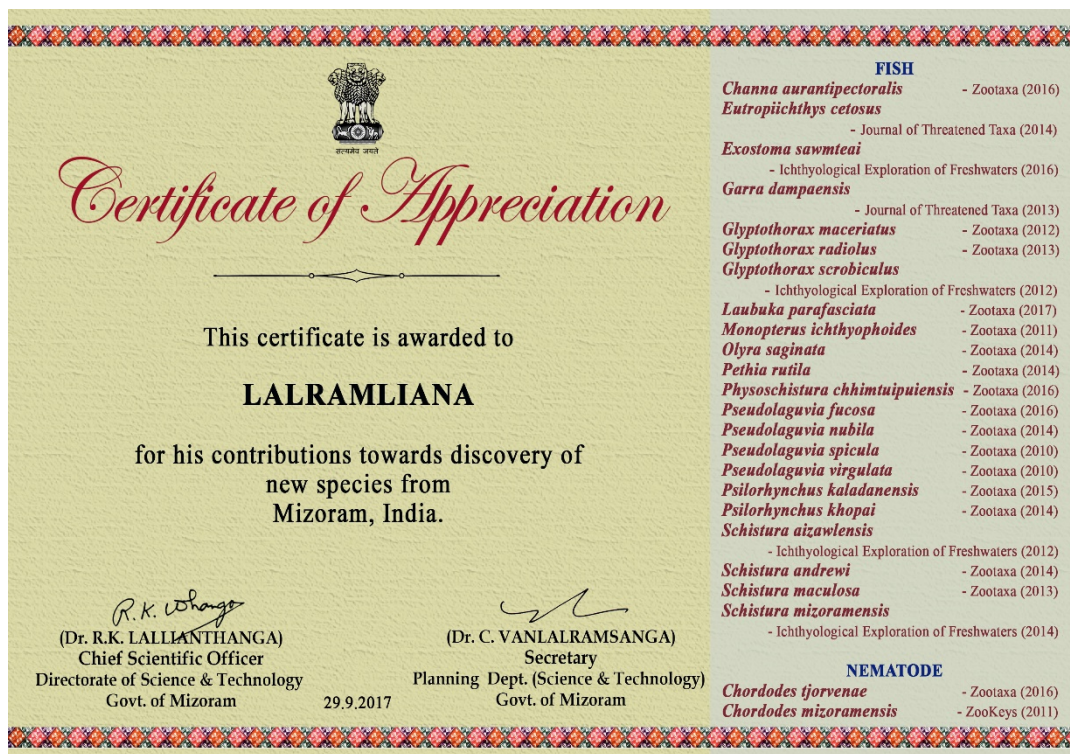 सत्यमेव जयते
Certificate of Appreciation
This certificate is awarded to
LALRAMLIANA
for his contributions towards discovery of
new species from
Mizoram, India.
R.K. Lthanga
(Dr. R.K. LALLIANTHANGA)
Chief Scientific Officer
Directorate of Science & Technology
Govt. of Mizoram
29.9.2017
(Dr. C. VANLALRAMSANGA)
Secretary
Planning Dept. (Science & Technology)
Govt. of Mizoram
FISH
Channa aurantipectoralis - Zootaxa (2016)
Eutropiichthys cetosus
- Journal of Threatened Taxa (2014)
Exostoma sawmteai
- Ichthyological Exploration of Freshwaters (2016)
Garra dampaensis
- Journal of Threatened Taxa (2013)
Glyptothorax maceriatus - Zootaxa (2012)
Glyptothorax radiolus - Zootaxa (2013)
Glyptothorax scrobiculus
- Ichthyological Exploration of Freshwaters (2012)
Laubuka parafasciata - Zootaxa (2017)
Monopterus ichthyophoides - Zootaxa (2011)
Olyra saginata - Zootaxa (2014)
Pethia rutila - Zootaxa (2014)
Physoschistura chhimtuipuiensis - Zootaxa (2016)
Pseudolaguvia fucosa - Zootaxa (2016)
Pseudolaguvia nubila - Zootaxa (2014)
Pseudolaguvia spicula - Zootaxa (2010)
Pseudolaguvia virgulata - Zootaxa (2010)
Psilorhynchus kaladanensis - Zootaxa (2015)
Psilorhynchus khopai - Zootaxa (2014)
Schistura aizawlensis
- Ichthyological Exploration of Freshwaters (2012)
Schistura andrewi - Zootaxa (2014)
Schistura maculosa - Zootaxa (2013)
Schistura mizoramensis
- Ichthyological Exploration of Freshwaters (2014)
NEMATODE
Chordodes tjorvenae - Zootaxa (2016)
Chordodes mizoramensis - ZooKeys (2011)